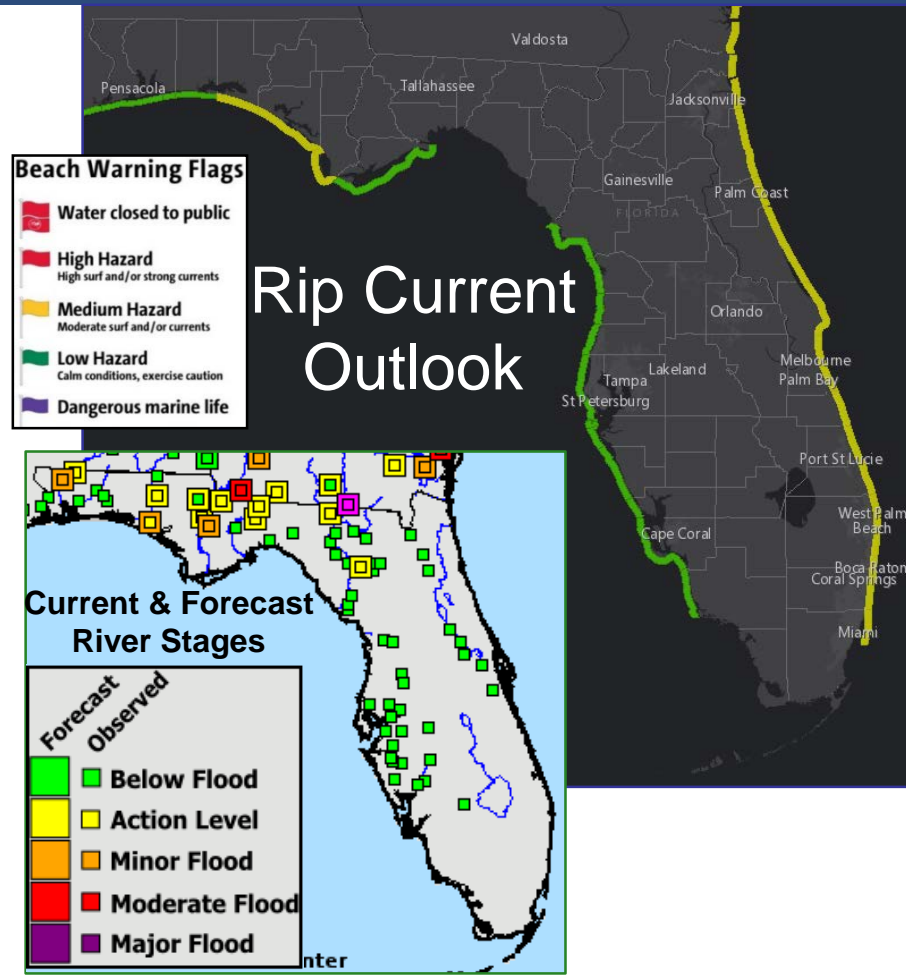 Valdosta
Pensacola
Tallahassee
Jacksonville
Gainesville
Palm Coast
FLORIDA
Orlando
Melbourne
Palm Bay
Lakeland
Tampa
St Petersburg
Port St Lucie
West Palm
Beach
Cape Coral
Boca Raton
Coral Springs
Miami
Rip Current
Outlook
Beach Warning Flags
Water closed to public
High Hazard
High surf and/or strong currents
Medium Hazard
Moderate surf and/or currents
Low Hazard
Calm conditions, exercise caution
Dangerous marine life
Current & Forecast
River Stages
Forecast
Observed
Below Flood
Action Level
Minor Flood
Moderate Flood
Major Flood
nter